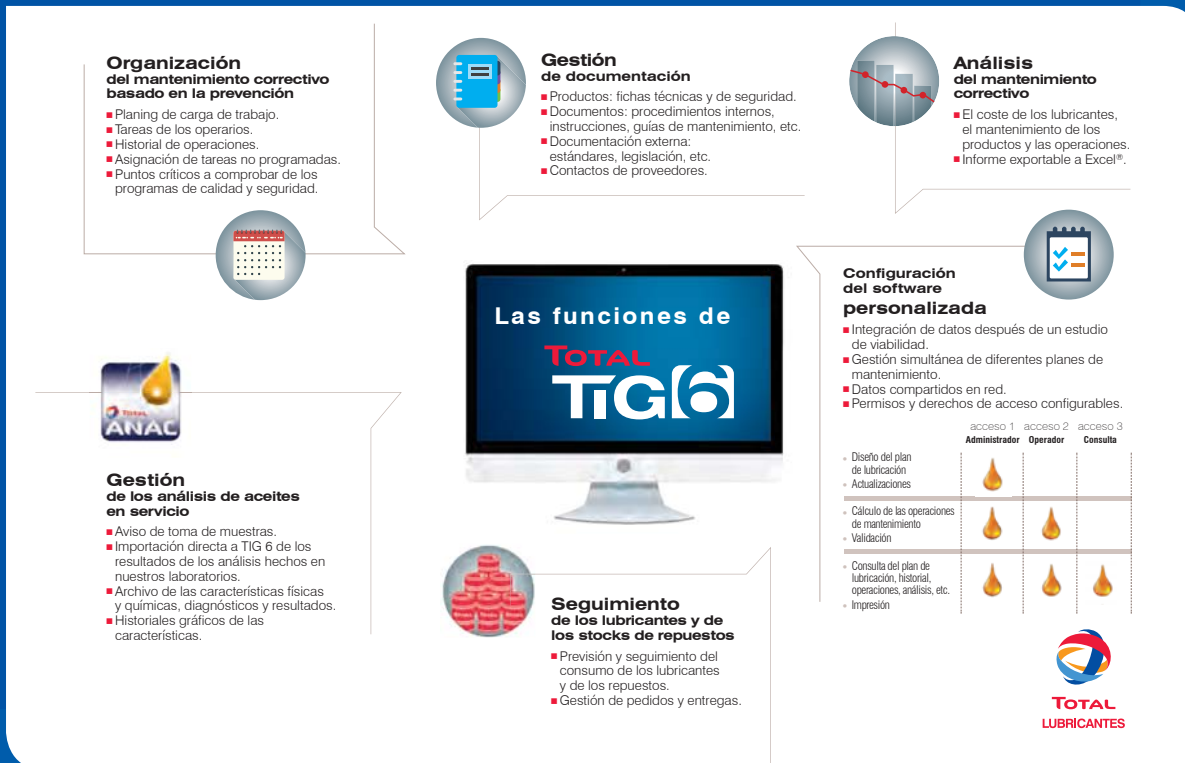 Organización
del mantenimiento correctivo
basado en la prevención
Planing de carga de trabajo.
Tareas de los operarios.
Historial de operaciones.
Asignación de tareas no programadas.
Puntos críticos a comprobar de los
programas de calidad y seguridad.
Gestión
de documentación
Productos: fichas técnicas y de seguridad.
Documentos: procedimientos internos,
instrucciones, guías de mantenimiento, etc.
Documentación externa:
estándares, legislación, etc.
Contactos de proveedores.
Análisis
del mantenimiento
correctivo
El coste de los lubricantes,
el mantenimiento de los
productos y las operaciones.
Informe exportable a Excel®.
Las funciones de
TOTAL
TIG6
Configuración
del software
personalizada
Integración de datos después de un estudio
de viabilidad.
Gestión simultánea de diferentes planes de
mantenimiento.
Datos compartidos en red.
Permisos y derechos de acceso configurables.
acceso 1 acceso 2 acceso 3
Administrador Operador Consulta
Diseño del plan
de lubricación
Actualizaciones
Cálculo de las operaciones
de mantenimiento
Validación
Consulta del plan de
lubricación, historial,
operaciones, análisis, etc.
Impresión
TOTAL
ANAC
Gestión
de los análisis de aceites
en servicio
Aviso de toma de muestras.
Importación directa a TIG 6 de los
resultados de los análisis hechos en
nuestros laboratorios.
Archivo de las características físicas
y químicas, diagnósticos y resultados.
Historiales gráficos de las
características.
Seguimiento
de los lubricantes y de
los stocks de repuestos
Previsión y seguimiento del
consumo de los lubricantes
y de los repuestos.
Gestión de pedidos y entregas.
TOTAL
LUBRICANTES